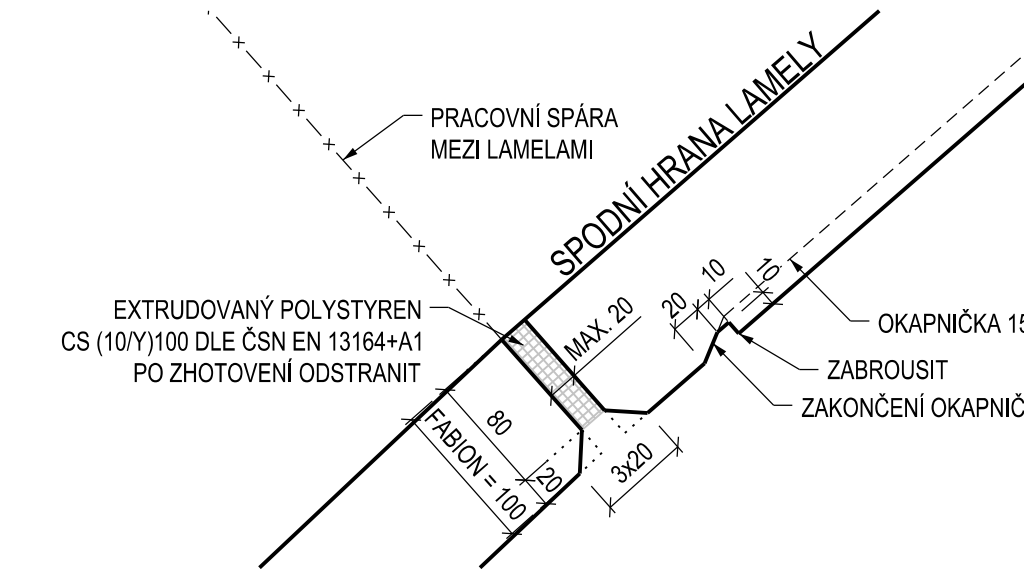 PRACOVNÍ SPÁRA
MEZI LAMELAMI
SPODNÍ HRANA LAMELY
EXTRUDOVANÝ POLYSTYREN
CS (10/Y)100 DLE ČSN EN 13164+A1
PO ZHOTOVENÍ ODSTRANIT
MAX. 20
20
10
10
OKAPNIČKA 15
ZABROUSIT
ZAKONČENÍ OKAPNIČ
80
20
FABION = 100
3x20